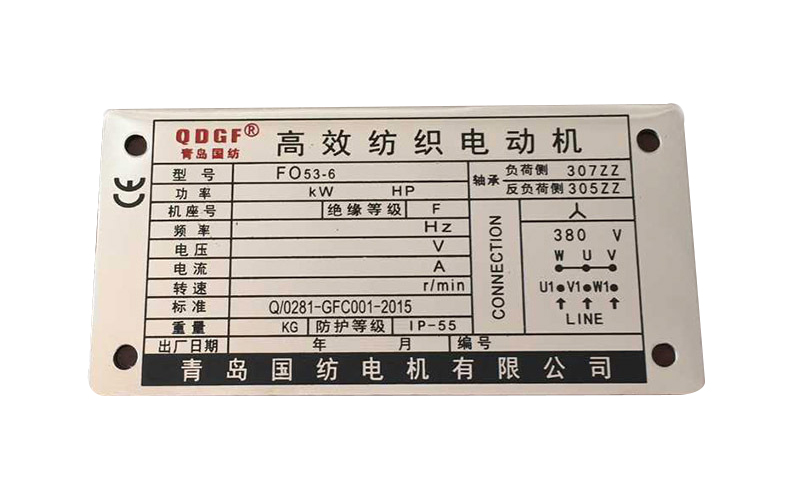 QDGF®
青岛国纺
高效纺织电动机
CE
型号 FO53-6
功率 kW HP
机座号 绝缘等级 F
频率 Hz
电压 V
电流 A
转速 r/min
标准 Q/0281-GFC001-2015
重量 KG 防护等级 IP-55
出厂日期 年 月 编号
轴承 负荷侧 307ZZ
反负荷侧 305ZZ
CONNECTION
人
380 V
W U V
U1 V1 W1
LINE
青岛国纺电机有限公司